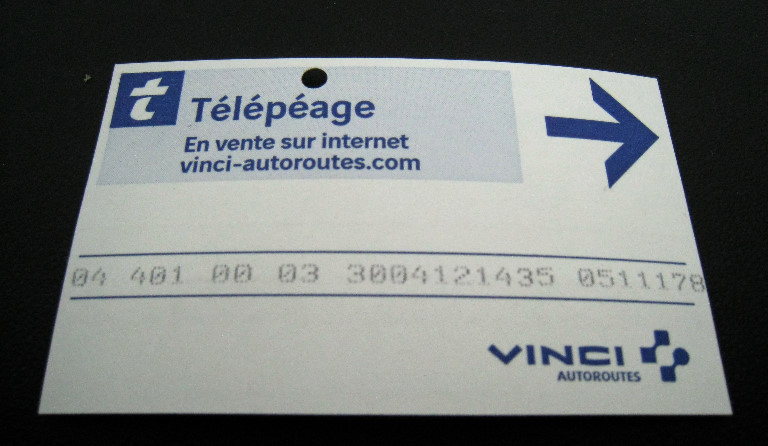 t Télépéage
En vente sur internet
vinci-autoroutes.com
04 401 00 03 3004121435 0511178
VINCI
AUTOROUTES